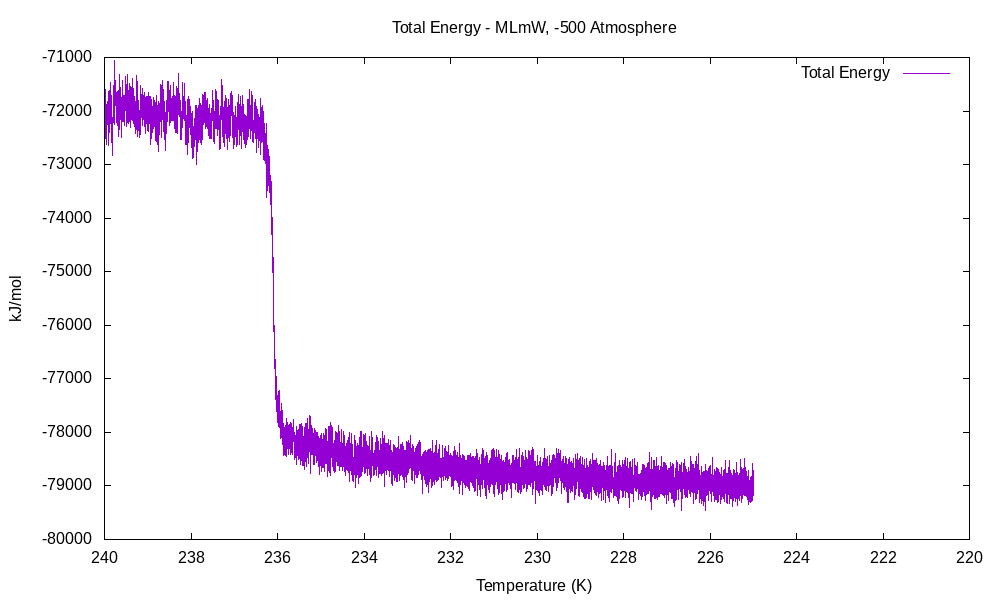 Total Energy - MLmW, -500 Atmosphere
-71000
Total Energy
-72000
-73000
-74000
-75000
kJ/mol
-76000
-77000
-78000
-79000
-80000
240 238 236 234 232 230 228 226 224 222 220
Temperature (K)